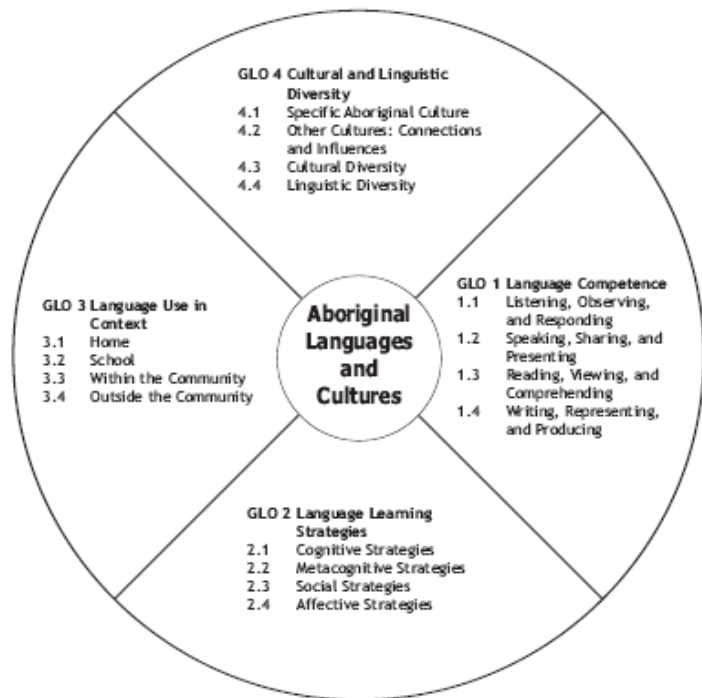 GLO 4 Cultural and Linguistic
Diversity
4.1 Specific Aboriginal Culture
4.2 Other Cultures: Connections
and Influences
4.3 Cultural Diversity
4.4 Linguistic Diversity
GLO 1 Language Competence
1.1 Listening, Observing,
and Responding
1.2 Speaking, Sharing, and
Presenting
1.3 Reading, Viewing, and
Comprehending
1.4 Writing, Representing,
and Producing
GLO 3 Language Use in
Context
3.1 Home
3.2 School
3.3 Within the Community
3.4 Outside the Community
Aboriginal
Languages
and
Cultures
GLO 2 Language Learning
Strategies
2.1 Cognitive Strategies
2.2 Metacognitive Strategies
2.3 Social Strategies
2.4 Affective Strategies